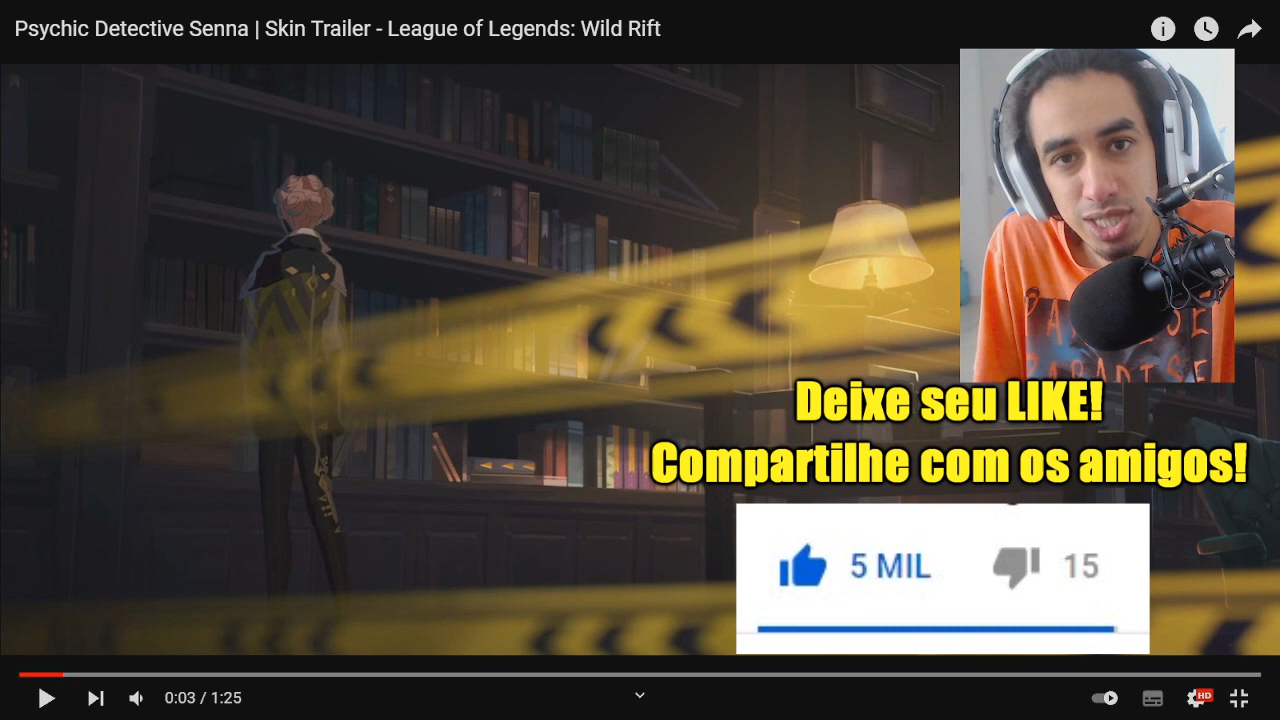 Psychic Detective Senna | Skin Trailer - League of Legends: Wild Rift
Deixe seu LIKE!
Compartilhe com os amigos!
5 MIL
15
0:03 / 1:25
HD